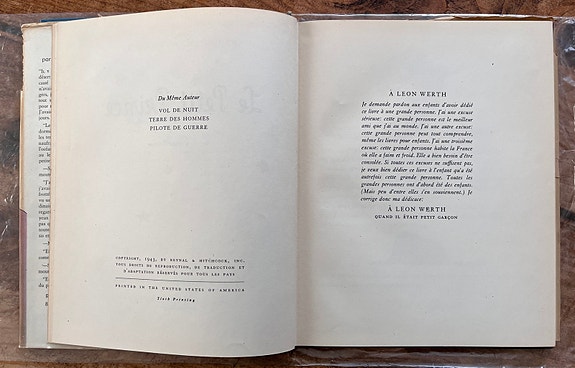 Du Même Auteur
VOL DE NUIT
TERRE DES HOMMES
PILOTE DE GUERRE
COPYRIGHT, 1943, BY REYNAL & HITCHCOCK, INC.
TOUS DROITS DE REPRODUCTION, DE TRADUCTION ET
D'ADAPTATION RÉSERVÉS POUR TOUS LES PAYS
PRINTED IN THE UNITED STATES OF AMERICA
Sixth Printing
À LEON WERTH
Je demande pardon aux enfants d'avoir dédié
ce livre à une grande personne. J'ai une excuse
sérieuse: cette grande personne est le meilleur
ami que j'ai au monde. J'ai une autre excuse:
cette grande personne peut tout comprendre,
même les livres pour enfants. J'ai une troisième
excuse: cette grande personne habite la France
où elle a faim et froid. Elle a bien besoin d'être
consolée. Si toutes ces excuses ne suffisent pas,
je veux bien dédier ce livre à l'enfant qu'a été
autrefois cette grande personne. Toutes les
grandes personnes ont d'abord été des enfants.
(Mais peu d'entre elles s'en souviennent.) Je
corrige donc ma dédicace:
À LEON WERTH
QUAND IL ÉTAIT PETIT GARÇON